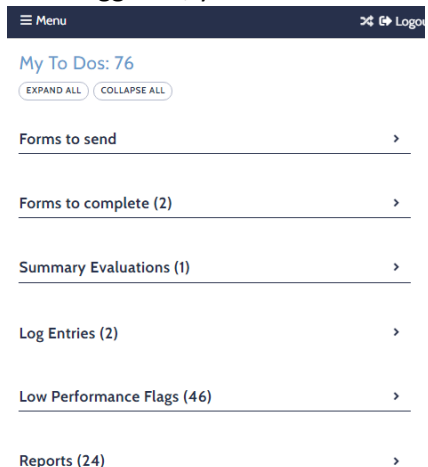 Menu Logou
My To Dos: 76
EXPAND ALL COLLAPSE ALL
Forms to send
Forms to complete (2)
Summary Evaluations (1)
Log Entries (2)
Low Performance Flags (46)
Reports (24)